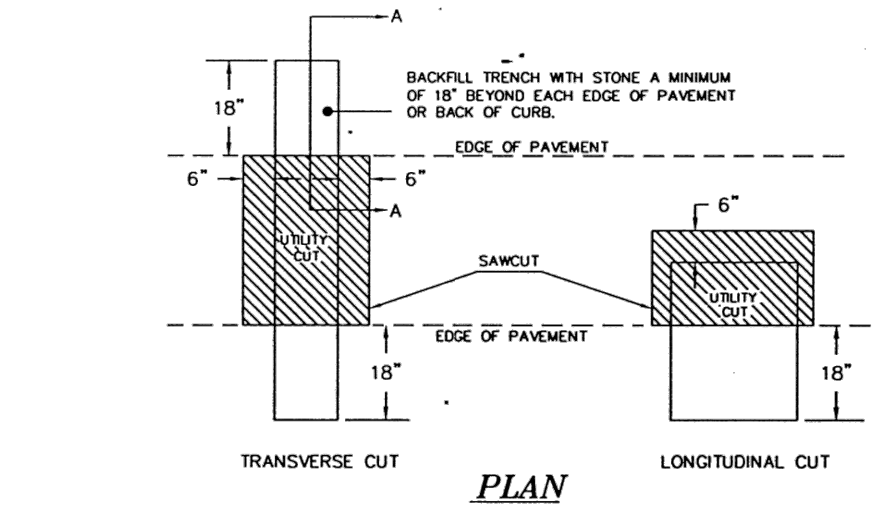 A
BACKFILL TRENCH WITH STONE A MINIMUM
OF 18" BEYOND EACH EDGE OF PAVEMENT
OR BACK OF CURB.
18"
EDGE OF PAVEMENT
6"
6"
A
6"
UTILITY
CUT
SAWCUT
UTILITY
CUT
EDGE OF PAVEMENT
18"
18"
TRANSVERSE CUT
LONGITUDINAL CUT
PLAN